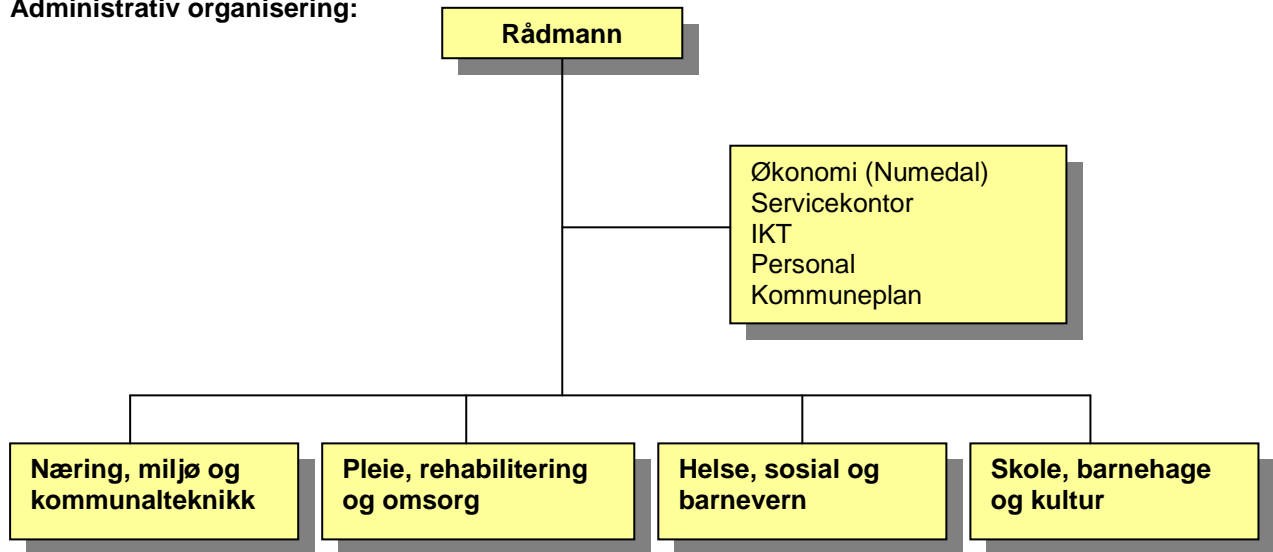 Administrativ organisering:
Rådmann
Økonomi (Numedal)
Servicekontor
IKT
Personal
Kommuneplan
Næring, miljø og
kommunalteknikk
Pleie, rehabilitering
og omsorg
Helse, sosial og
barnevern
Skole, barnehage
og kultur